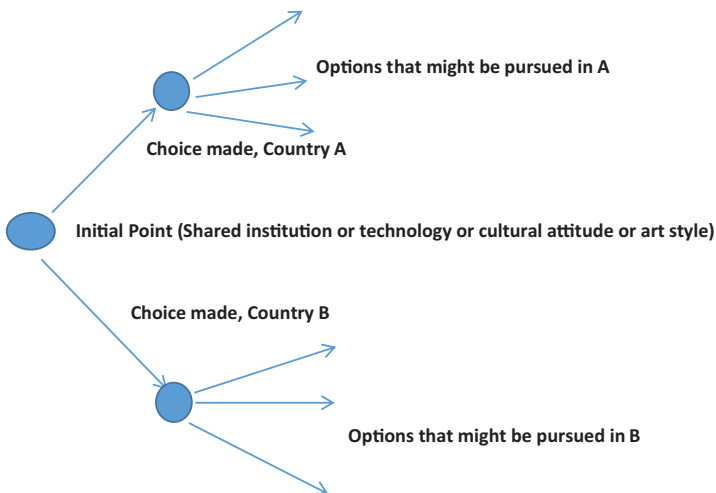 Options that might be pursued in A
Choice made, Country A
Initial Point (Shared institution or technology or cultural attitude or art style)
Choice made, Country B
Options that might be pursued in B